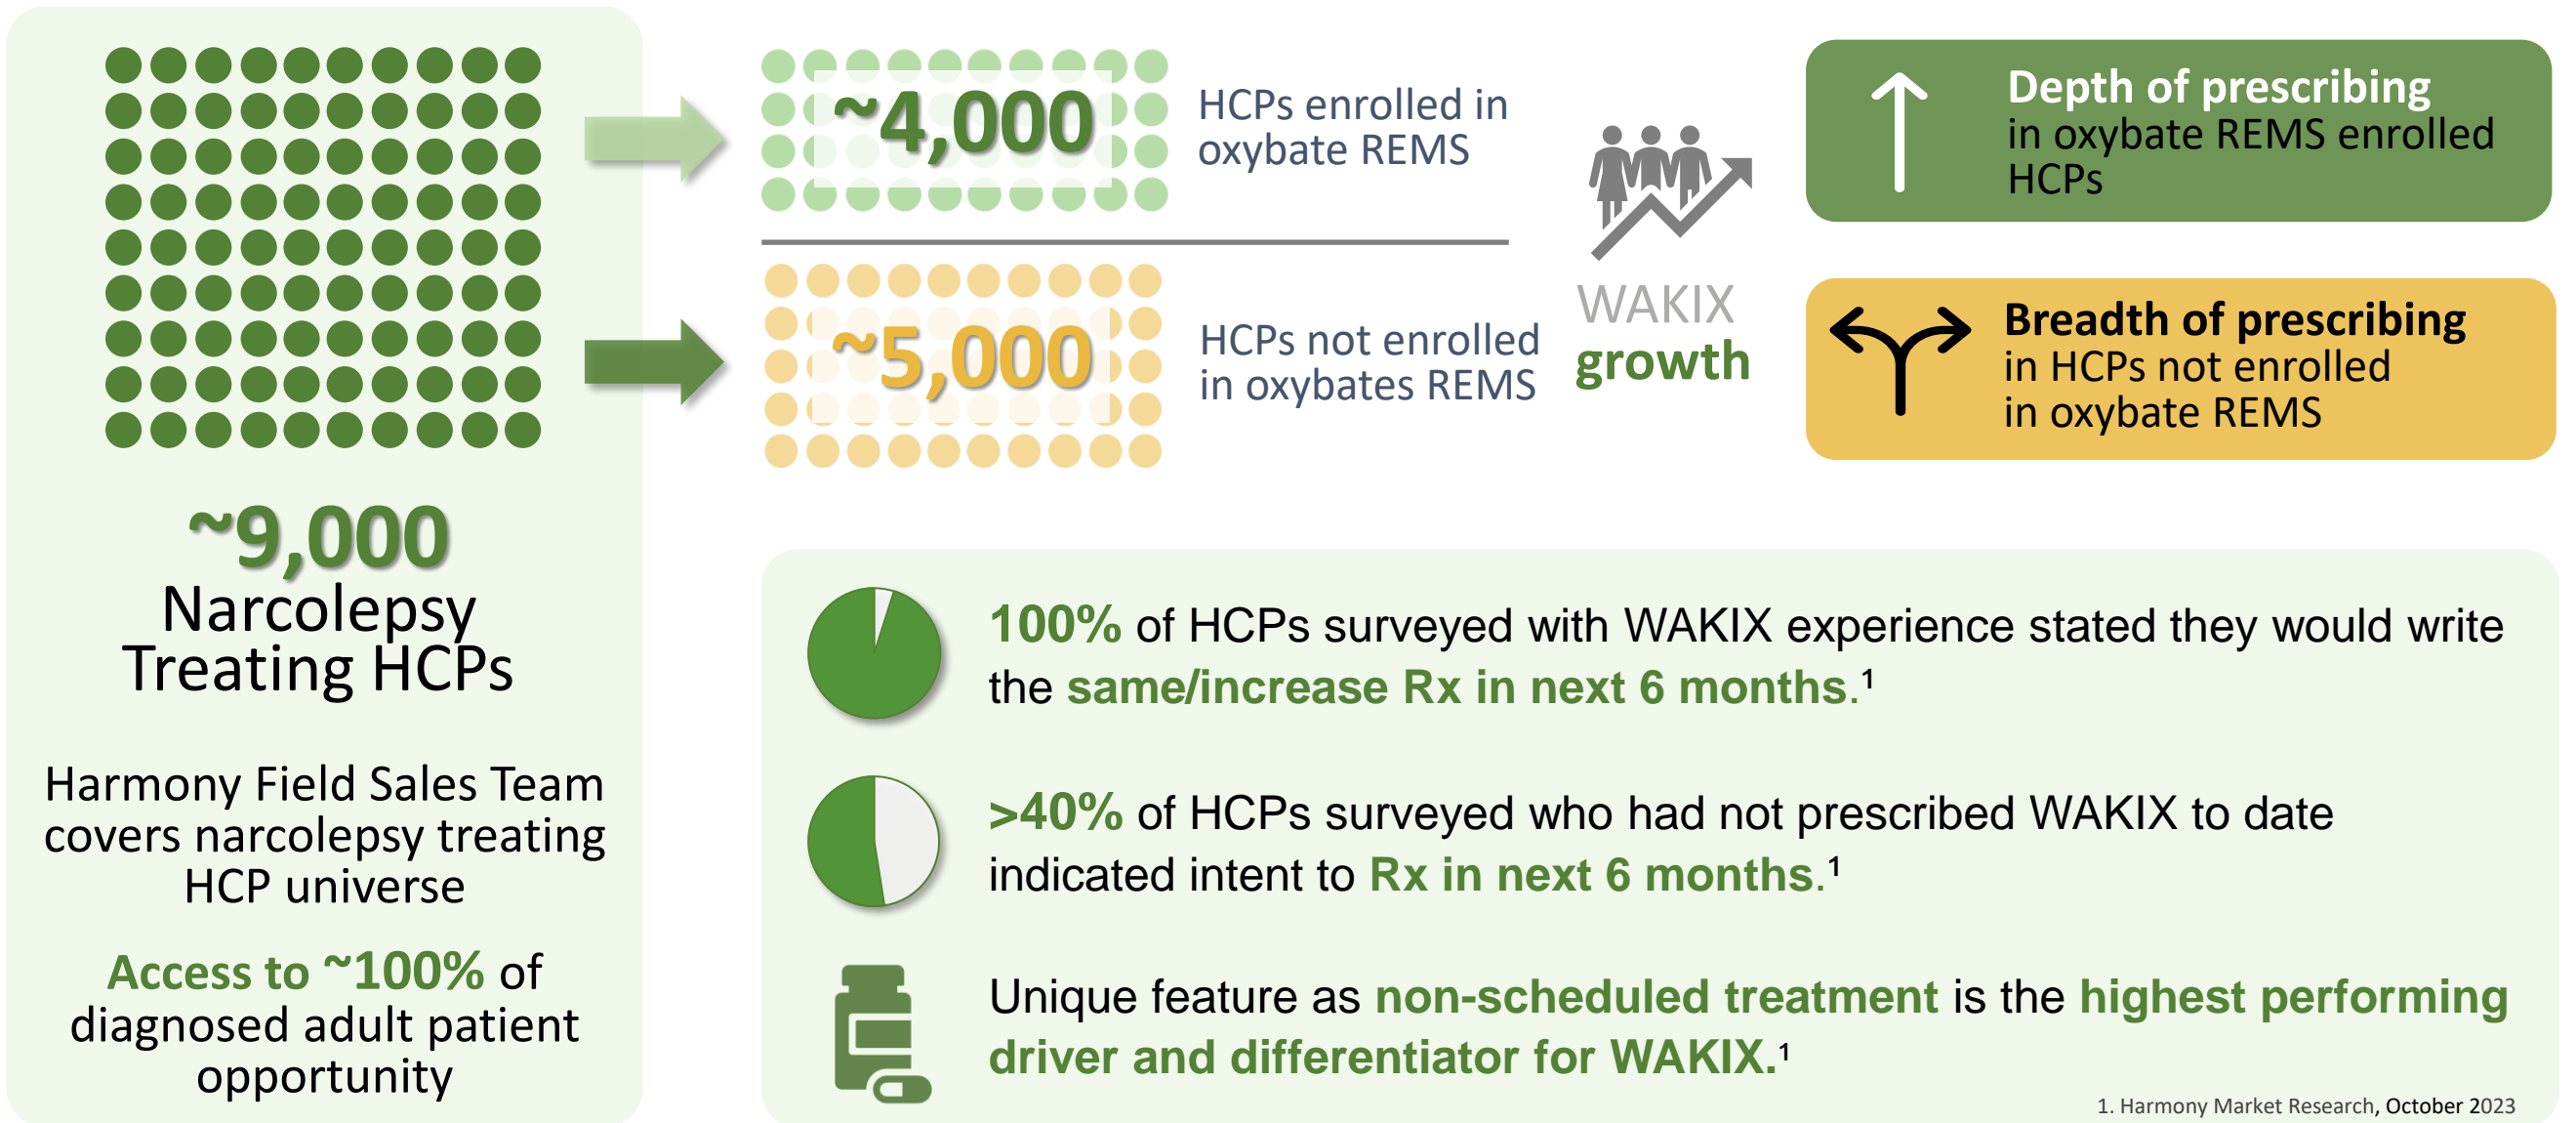 ~9,000
Narcolepsy
Treating HCPs
Harmony Field Sales Team
covers narcolepsy treating
HCP universe
Access to ~100% of
diagnosed adult patient
opportunity
~4,000
HCPs enrolled in
oxybate REMS
~5,000
HCPs not enrolled
in oxybates REMS
WAKIX
growth
Depth of prescribing
in oxybate REMS enrolled
HCPs
Breadth of prescribing
in HCPs not enrolled
in oxybate REMS
100% of HCPs surveyed with WAKIX experience stated they would write
the same/increase Rx in next 6 months.¹
>40% of HCPs surveyed who had not prescribed WAKIX to date
indicated intent to Rx in next 6 months.¹
Unique feature as non-scheduled treatment is the highest performing
driver and differentiator for WAKIX.¹
1. Harmony Market Research, October 2023